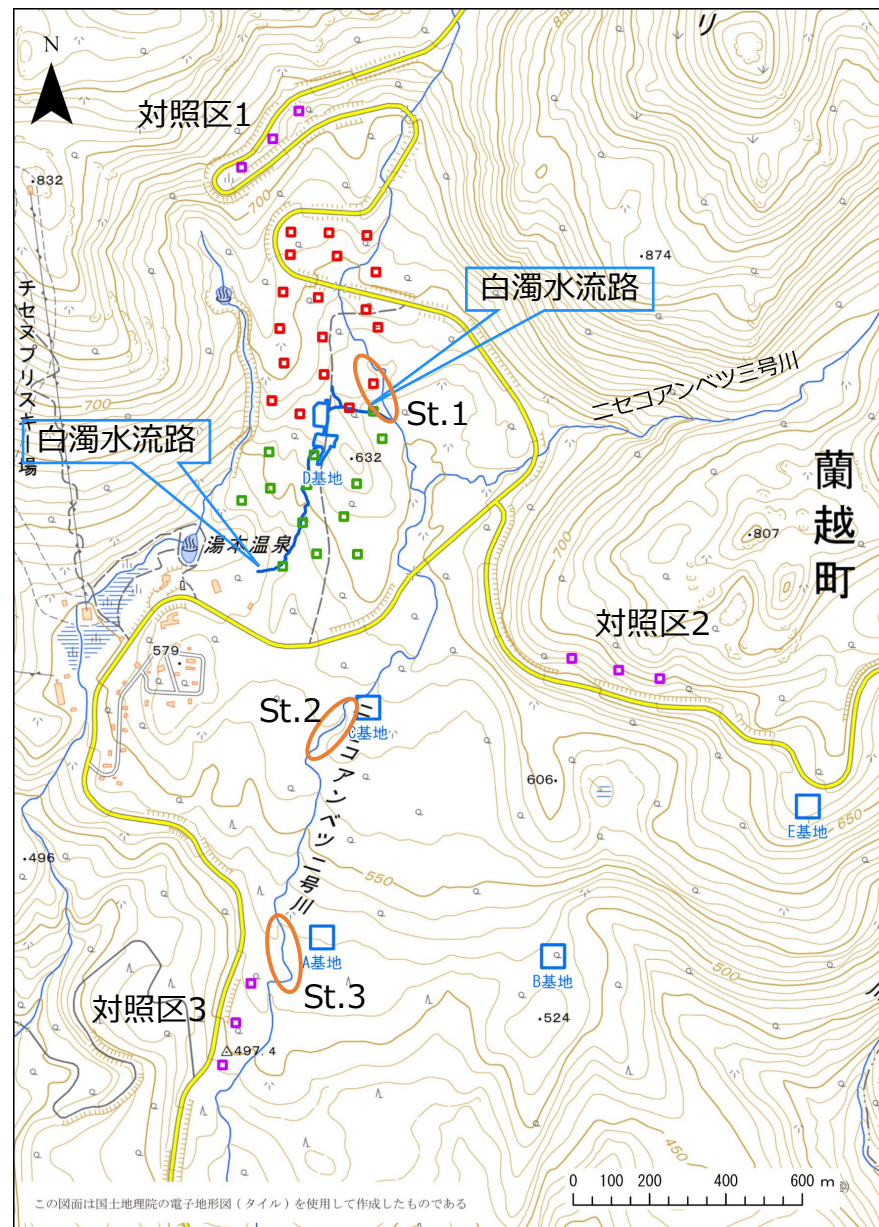 リ
N
対照区1
850
800
・832
700
・874
白濁水流路
チセヌプリスキー場
ニセコアンベツ三号川
700
St.1
白濁水流路
・632
D基地
蘭越町
700
・807
湯本温泉
対照区2
579
St.2
C基地
ニセコアンベツ二号川
606・
E基地
650
・496
550
500
A基地
B基地
St.3
対照区3
・524
497.4
450
0 100 200 400 600 m
この図面は国土地理院の電子地形図(タイル)を使用して作成したものである